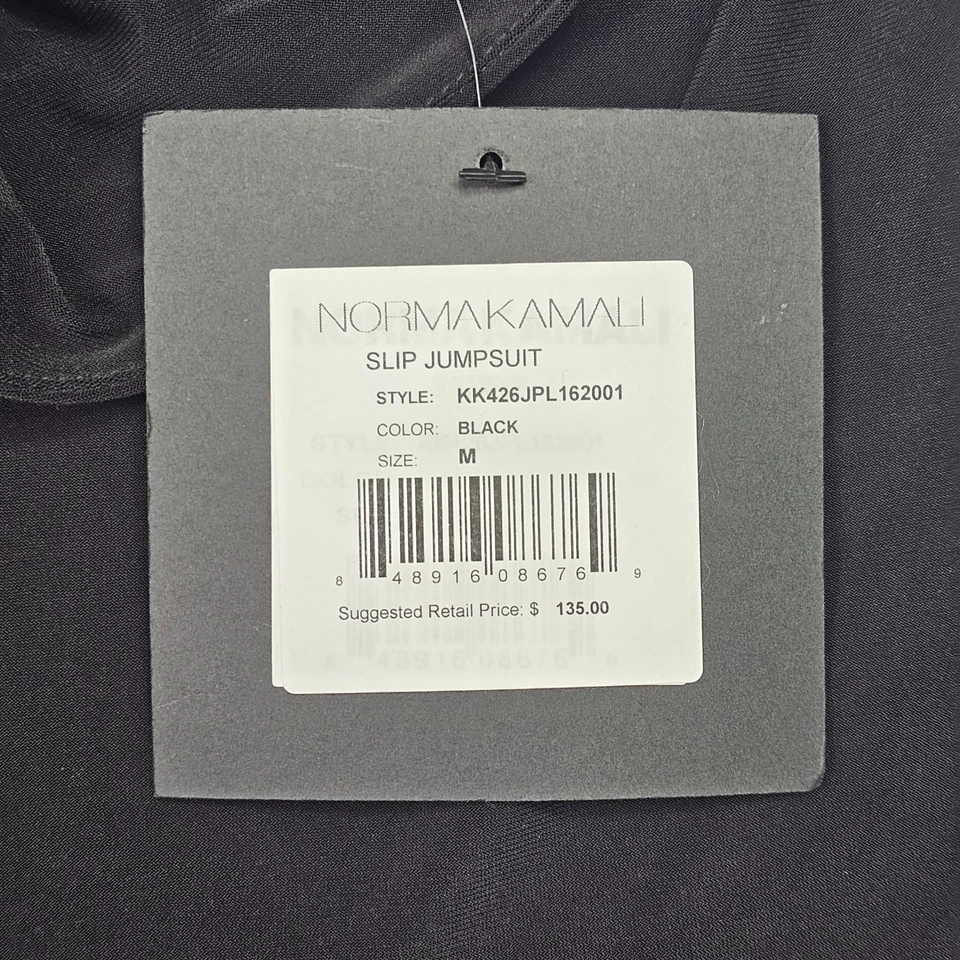 NORMAKAMALI
SLIP JUMPSUIT
STYLE: KK426JPL162001
COLOR: BLACK
SIZE: M
8 48916 08676 9
Suggested Retail Price: $ 135.00